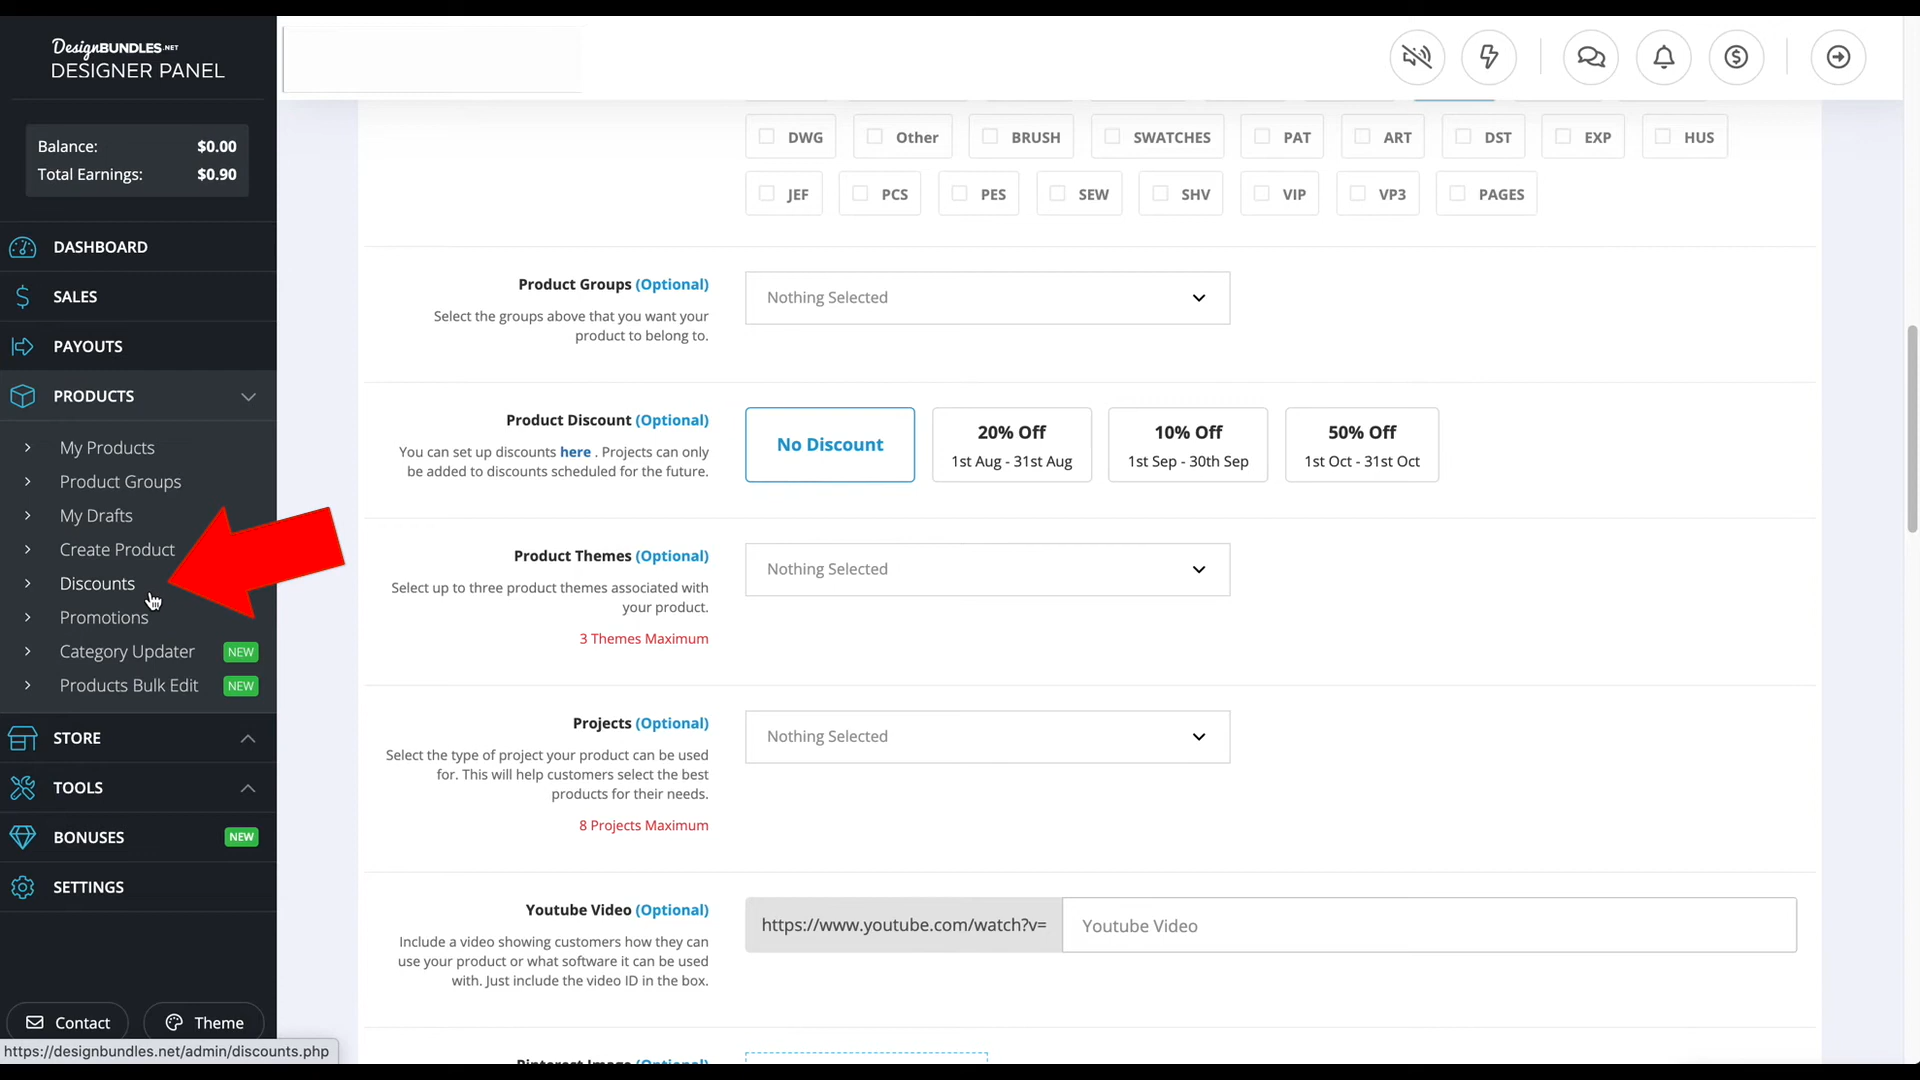 DesignBUNDLES.NET
DESIGNER PANEL
Balance: $0.00
Total Earnings: $0.90
DASHBOARD
SALES
PAYOUTS
PRODUCTS
My Products
Product Groups
My Drafts
Create Product
Discounts
Promotions
Category Updater NEW
Products Bulk Edit NEW
STORE
TOOLS
BONUSES NEW
SETTINGS
Contact Theme
https://designbundles.net/admin/discounts.php
DWG Other BRUSH SWATCHES PAT ART DST EXP HUS
JEF PCS PES SEW SHV VIP VP3 PAGES
Product Groups (Optional)
Select the groups above that you want your
product to belong to.
Nothing Selected
Product Discount (Optional)
You can set up discounts here . Projects can only
be added to discounts scheduled for the future.
No Discount
20% Off
1st Aug - 31st Aug
10% Off
1st Sep - 30th Sep
50% Off
1st Oct - 31st Oct
Product Themes (Optional)
Select up to three product themes associated with
your product.
3 Themes Maximum
Nothing Selected
Projects (Optional)
Select the type of project your product can be used
for. This will help customers select the best
products for their needs.
8 Projects Maximum
Nothing Selected
Youtube Video (Optional)
Include a video showing customers how they can
use your product or what software it can be used
with. Just include the video ID in the box.
https://www.youtube.com/watch?v= Youtube Video
Pinterest Image (Optional)